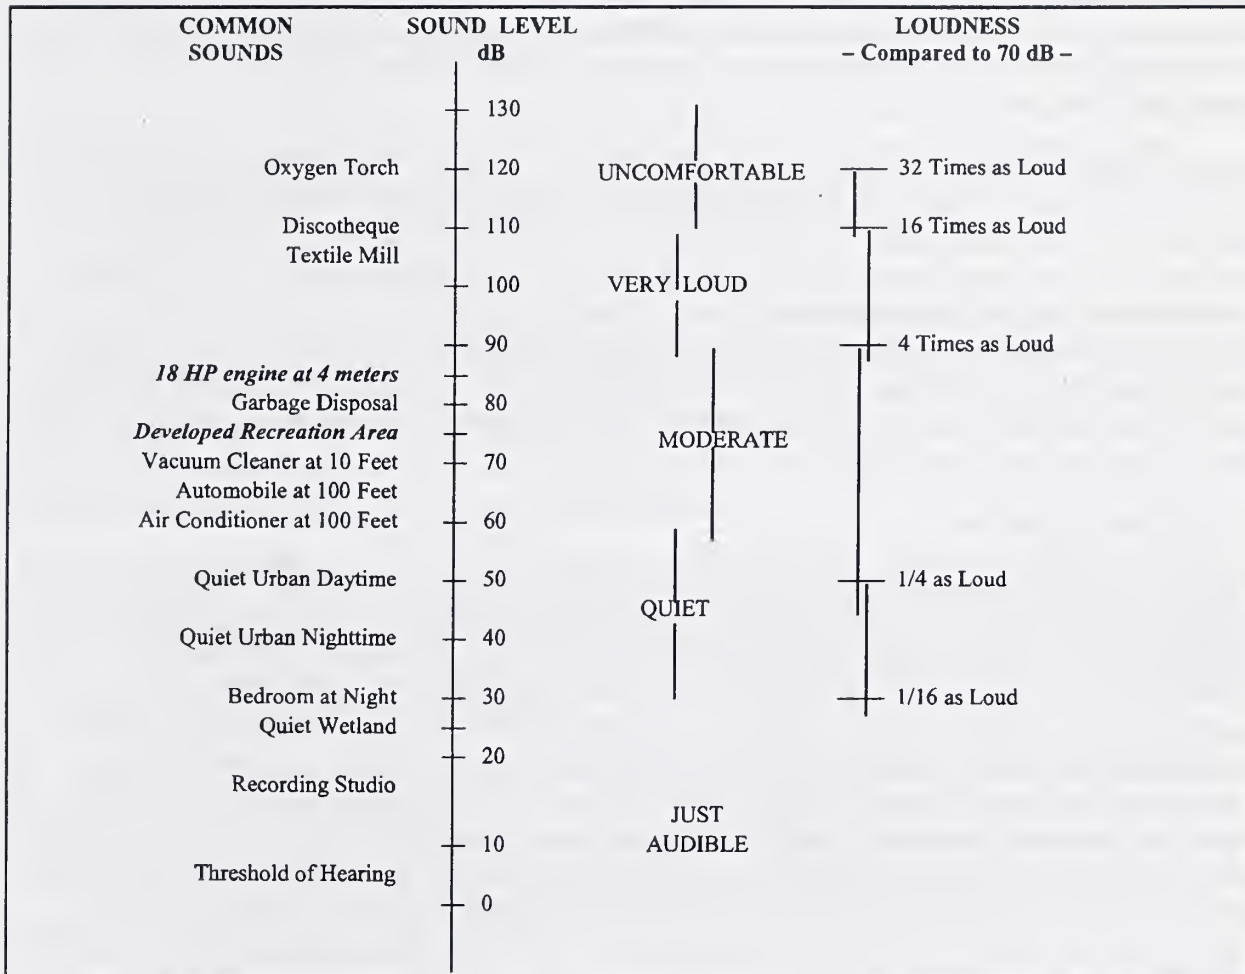 COMMON SOUND LEVEL LOUDNESS
SOUNDS dB – Compared to 70 dB –
130
Oxygen Torch 120 UNCOMFORTABLE 32 Times as Loud
Discotheque 110 16 Times as Loud
Textile Mill
100 VERY LOUD
90 4 Times as Loud
18 HP engine at 4 meters
Garbage Disposal 80
Developed Recreation Area MODERATE
Vacuum Cleaner at 10 Feet 70
Automobile at 100 Feet
Air Conditioner at 100 Feet 60
Quiet Urban Daytime 50 1/4 as Loud
QUIET
Quiet Urban Nighttime 40
Bedroom at Night 30 1/16 as Loud
Quiet Wetland
20
Recording Studio
JUST
10 AUDIBLE
Threshold of Hearing
0